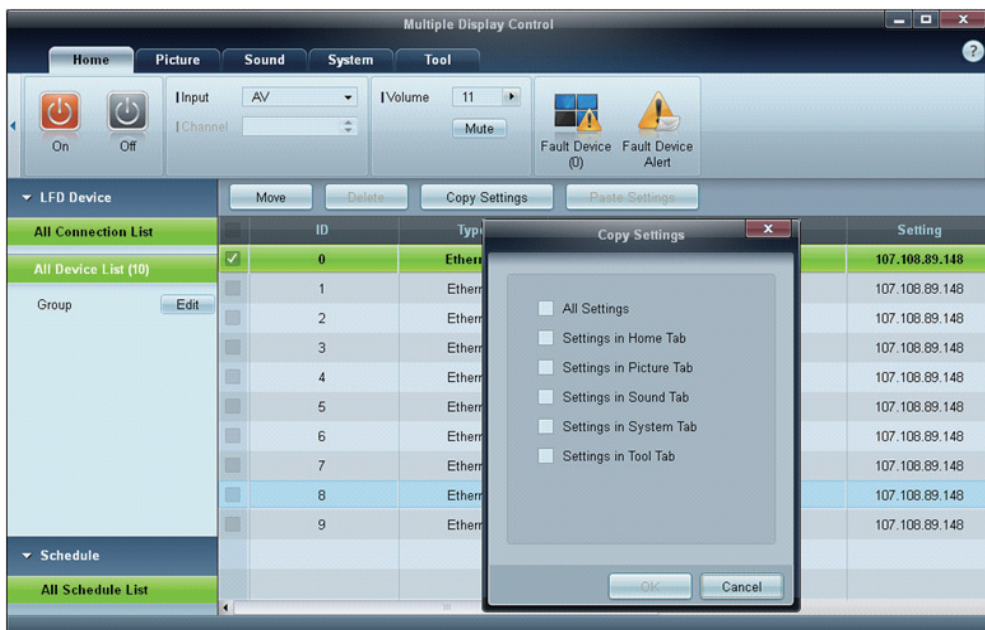 Multiple Display Control
Home Picture Sound System Tool
Input AV Volume 11
Channel Mute
On Off Fault Device (0) Fault Device Alert
LFD Device Move Delete Copy Settings Paste Settings
All Connection List ID Setting
All Device List (10) 0 107.108.89.148
Group Edit 1 107.108.89.148
2 107.108.89.148
3 107.108.89.148
4 107.108.89.148
5 107.108.89.148
6 107.108.89.148
7 107.108.89.148
8 107.108.89.148
9 107.108.89.148
Schedule
All Schedule List
Copy Settings
All Settings
Settings in Home Tab
Settings in Picture Tab
Settings in Sound Tab
Settings in System Tab
Settings in Tool Tab
OK Cancel